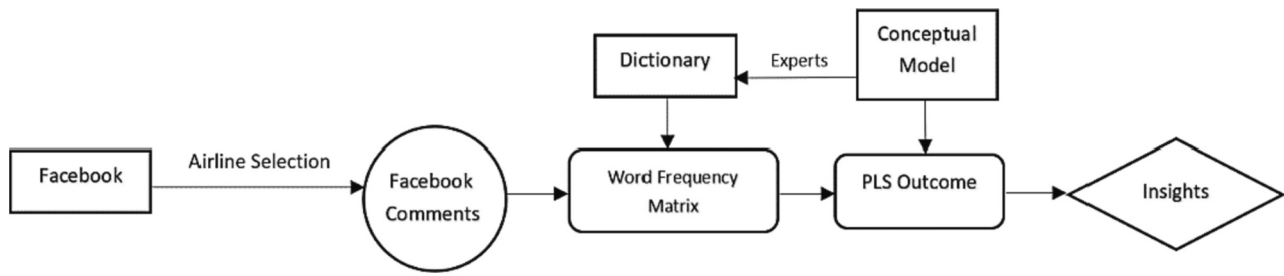 Conceptual
Model
Dictionary
Experts
Facebook
Airline Selection
Facebook
Comments
Word Frequency
Matrix
PLS Outcome
Insights